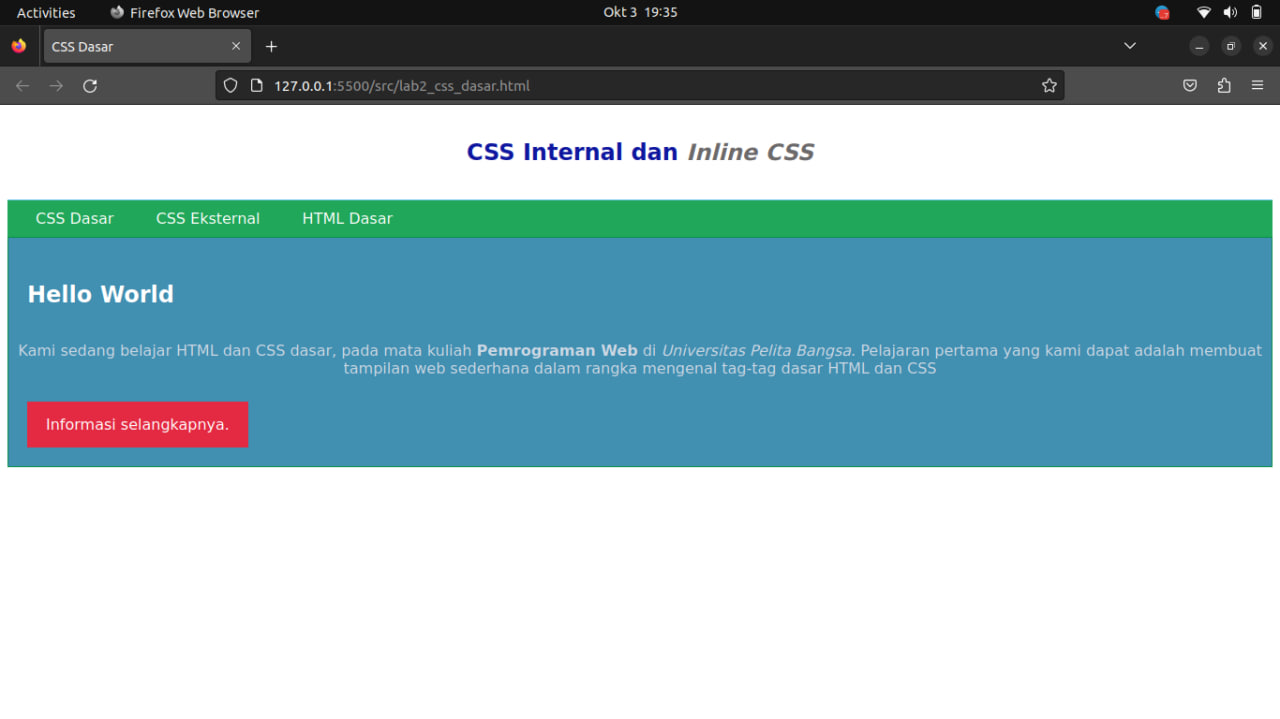 Activities Firefox Web Browser Okt 3 19:35
CSS Dasar
127.0.0.1:5500/src/lab2_css_dasar.html
CSS Internal dan Inline CSS
CSS Dasar CSS Eksternal HTML Dasar
Hello World
Kami sedang belajar HTML dan CSS dasar, pada mata kuliah Pemrograman Web di Universitas Pelita Bangsa. Pelajaran pertama yang kami dapat adalah membuat
tampilan web sederhana dalam rangka mengenal tag-tag dasar HTML dan CSS
Informasi selangkapnya.